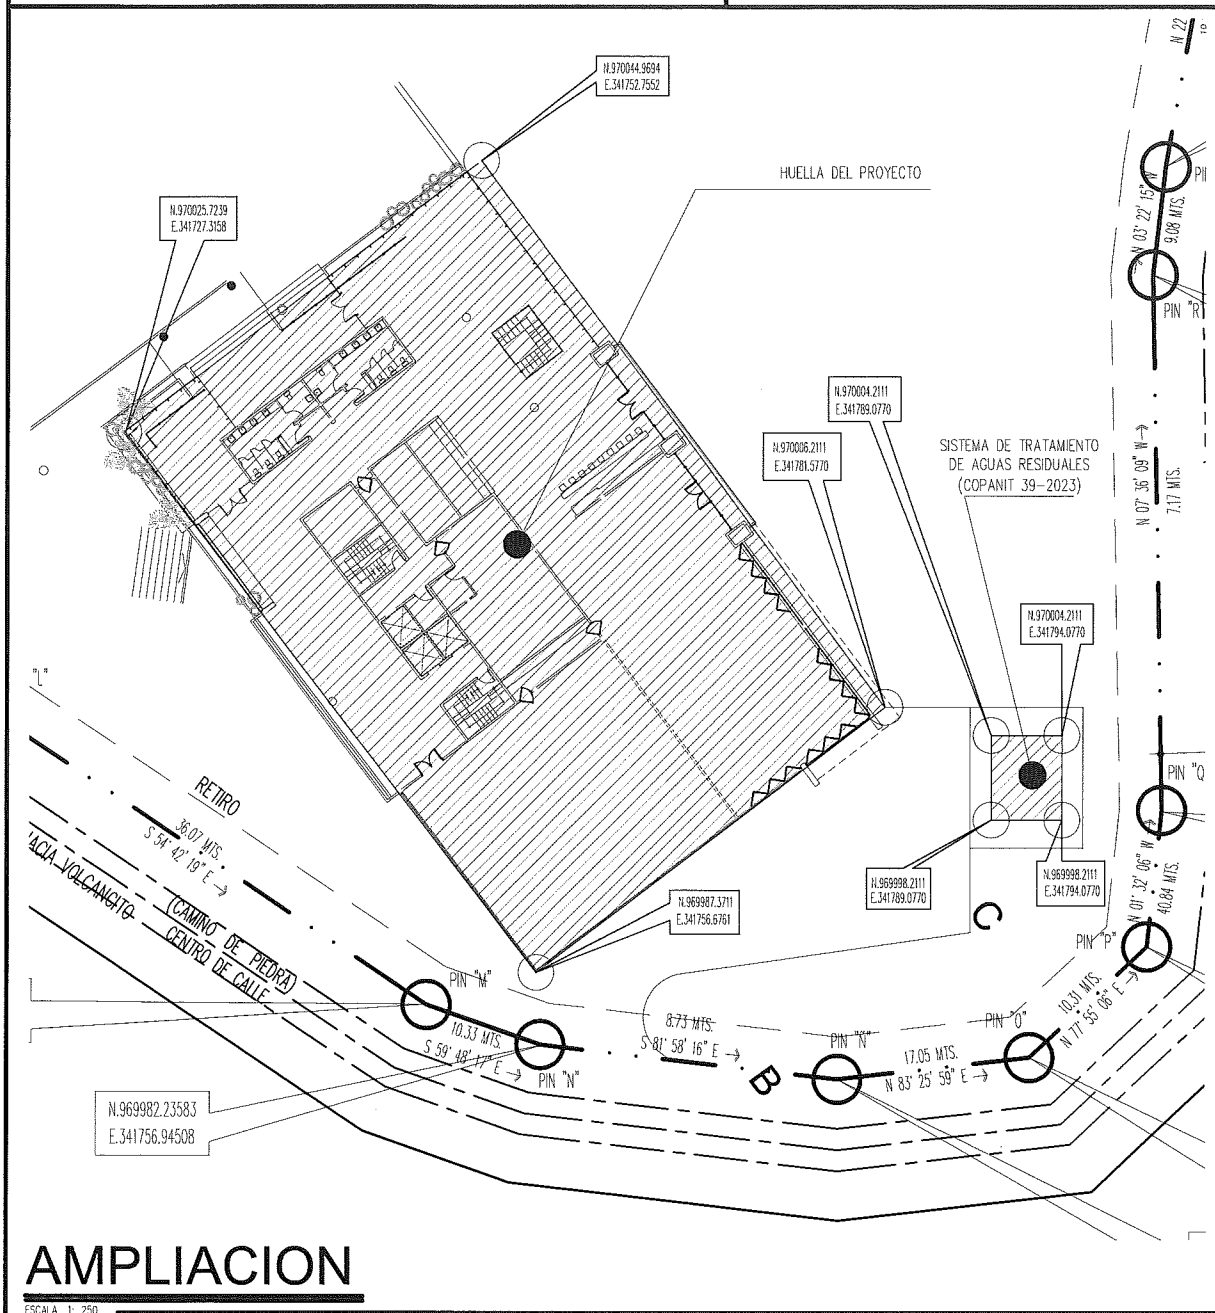 N 22
N.970044.9694
E.341752.7552
HUELLA DEL PROYECTO
N.970025.7239
E.341727.3158
N 03° 22' 15" W
9.08 MTS.
PIN "R
N.970004.2111
E.341789.0770
N.970006.2111
E.341781.5770
SISTEMA DE TRATAMIENTO
DE AGUAS RESIDUALES
(COPANIT 39-2023)
N 07° 36' 09" W
7.17 MTS.
N.970004.2111
E.341794.0770
"L"
RETIRO
PIN "Q
36.07 MTS.
S 54° 42' 19" E
ACIA VOLCANCITO
(CAMINO DE PIEDRA)
CENTRO DE CALLE
N.969998.2111
E.341789.0770
N.969998.2111
E.341794.0770
N 01° 32' 06" W
40.84 MTS.
N.969987.3711
E.341756.6761
C
PIN "P"
PIN "M"
10.33 MTS.
S 59° 48' 17" E
PIN "N"
8.73 MTS.
S 81° 58' 16" E
B
PIN "Ñ"
17.05 MTS.
N 83° 25' 59" E
PIN "O"
10.31 MTS.
N 77° 55' 06" E
N.969982.23583
E.341756.94508
AMPLIACION
ESCALA 1: 250